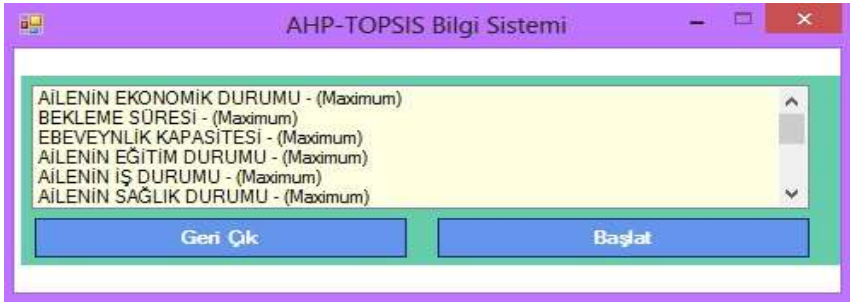 AHP-TOPSIS Bilgi Sistemi
AİLENİN EKONOMİK DURUMU - (Maximum)
BEKLEME SÜRESİ - (Maximum)
EBEVEYNLİK KAPASİTESİ - (Maximum)
AİLENİN EĞİTİM DURUMU - (Maximum)
AİLENİN İŞ DURUMU - (Maximum)
AİLENİN SAĞLIK DURUMU - (Maximum)
Geri Çık Başlat